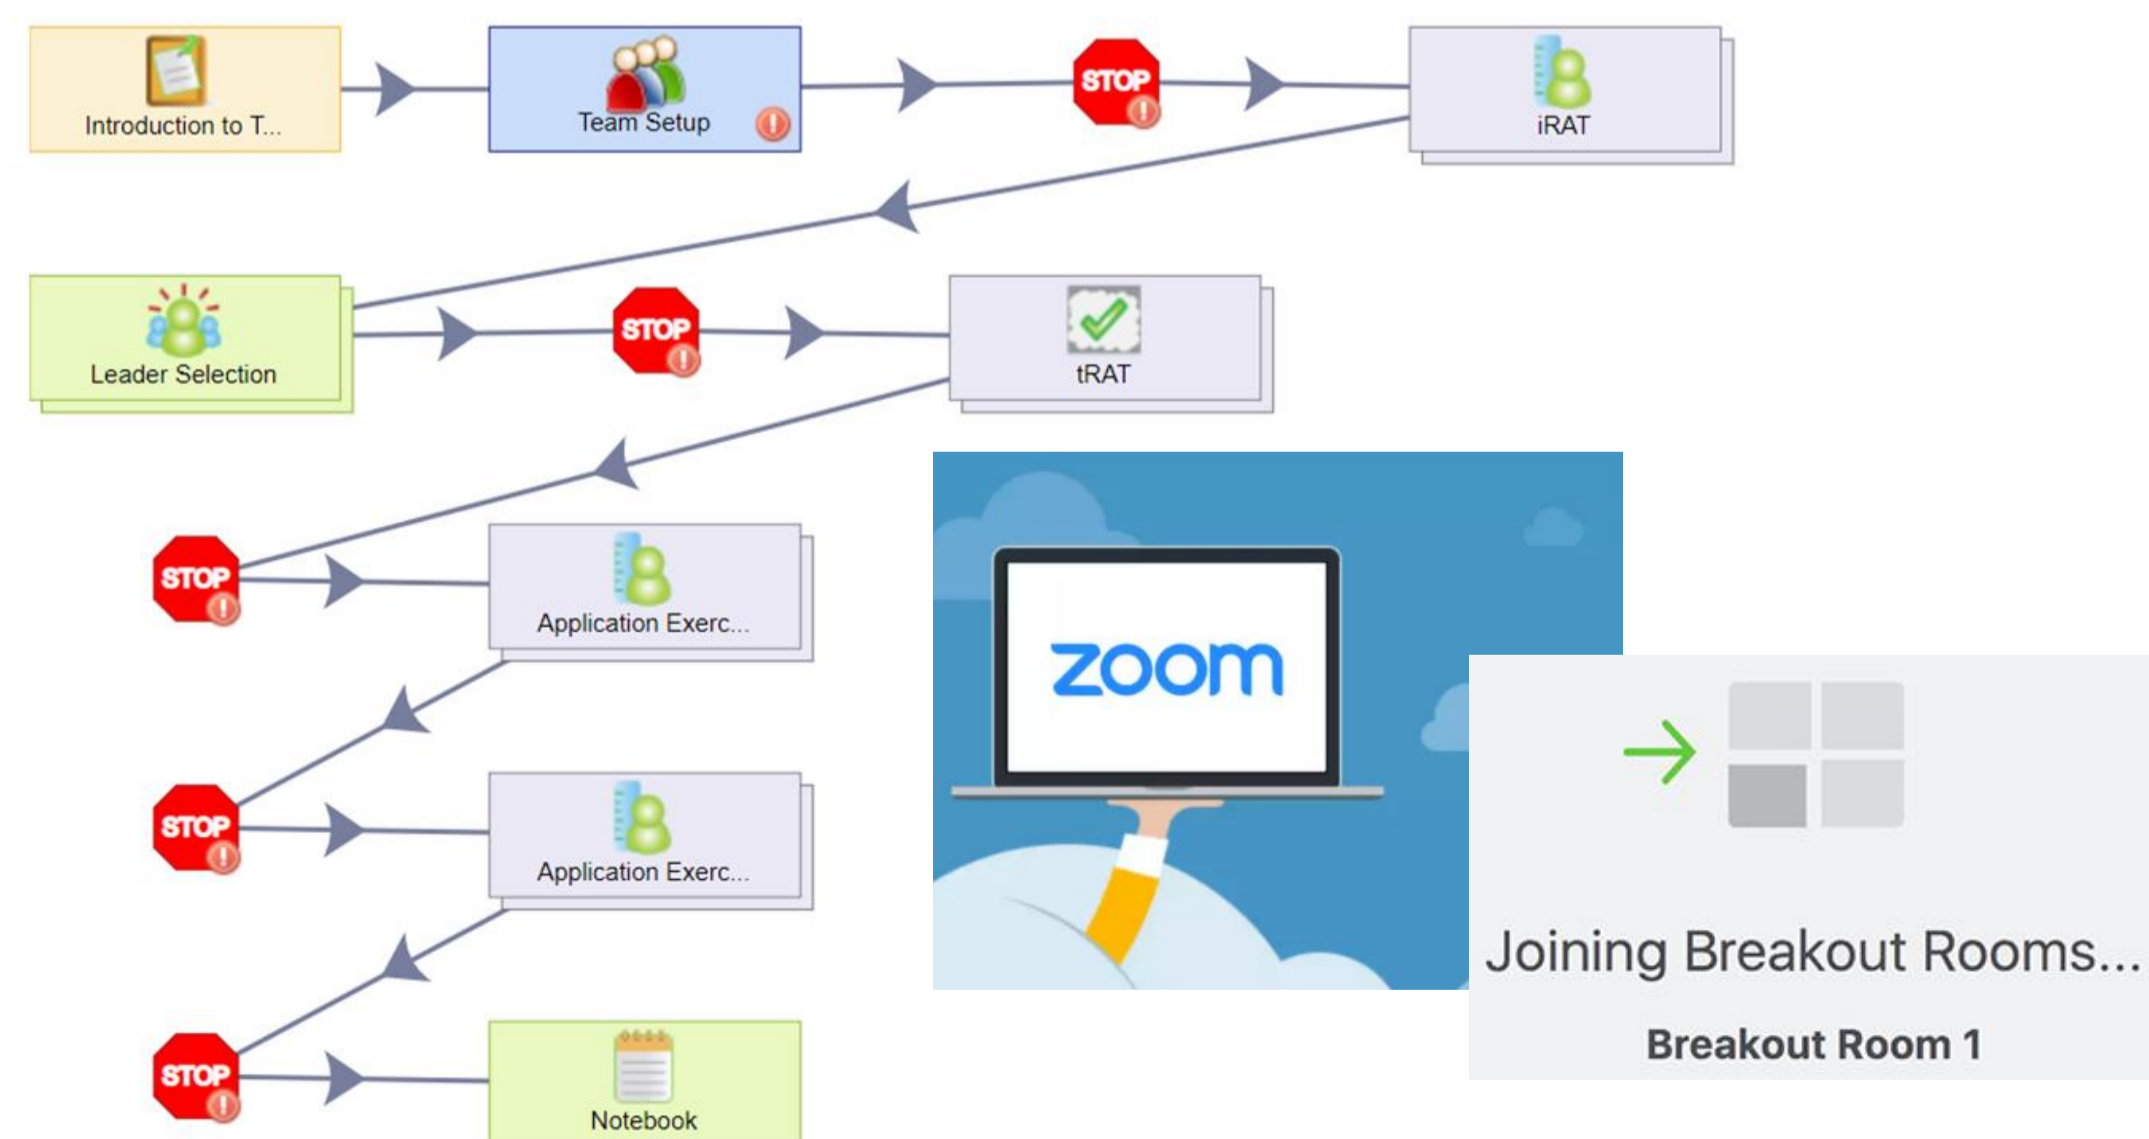 Introduction to T...
Team Setup
STOP
iRAT
Leader Selection
STOP
tRAT
STOP
Application Exerc...
zoom
STOP
Application Exerc...
Joining Breakout Rooms...
Breakout Room 1
STOP
Notebook